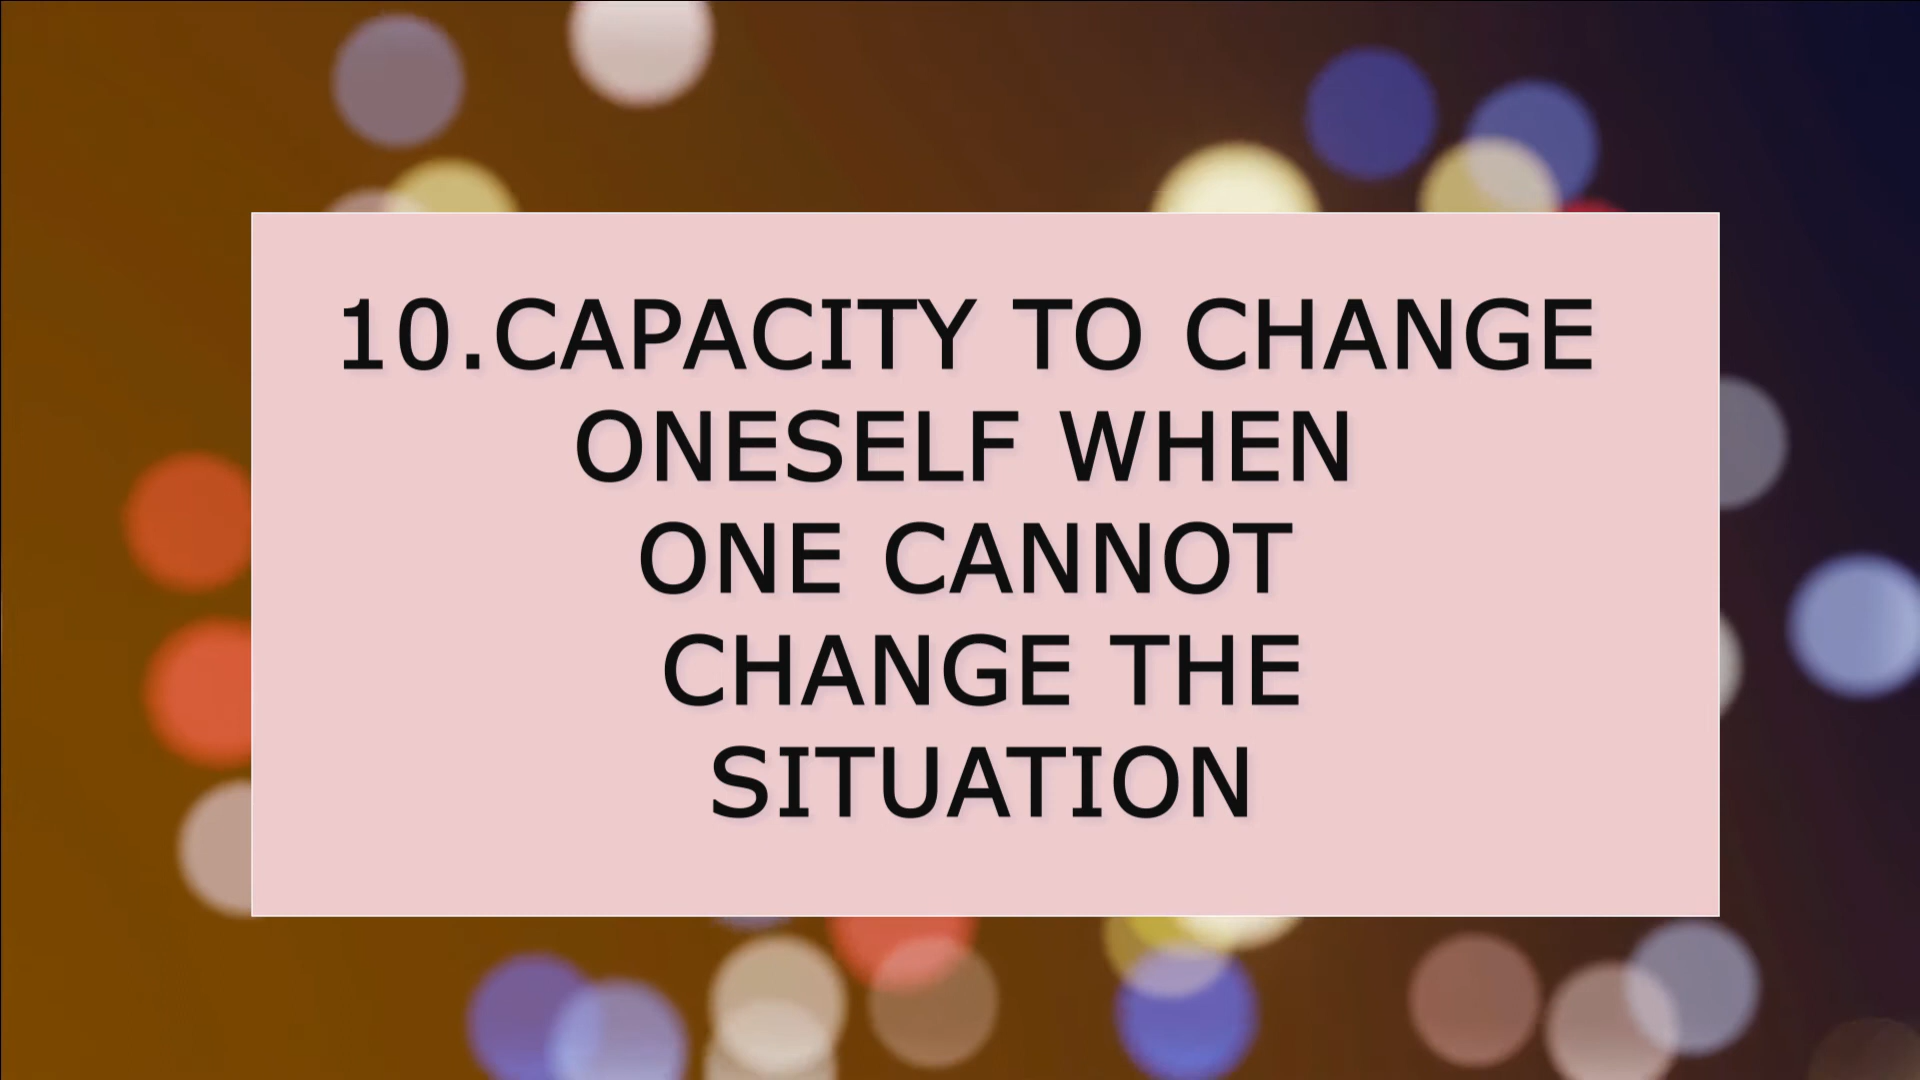 10.CAPACITY TO CHANGE
ONESELF WHEN
ONE CANNOT
CHANGE THE
SITUATION